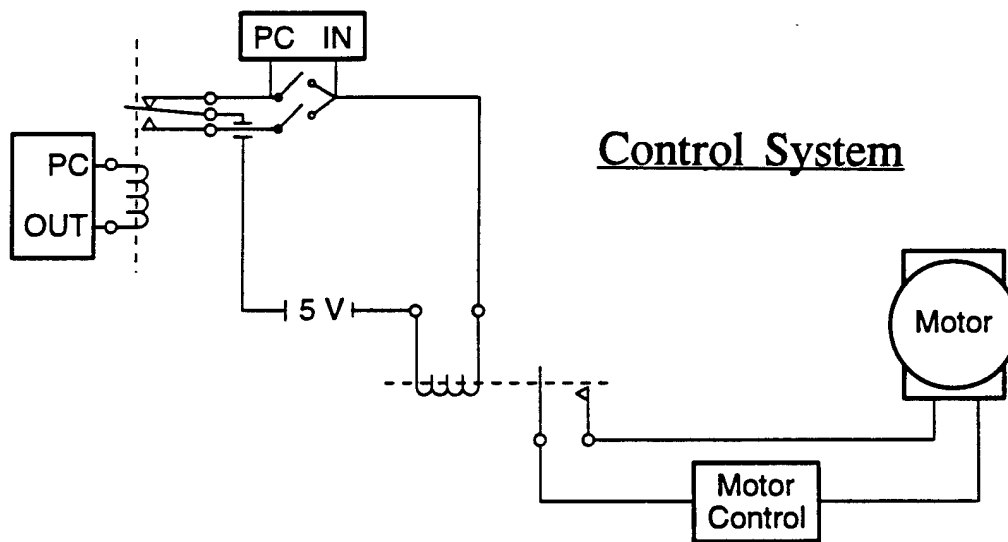 PC IN
Control System
PC
OUT
5 V
Motor
Motor
Control